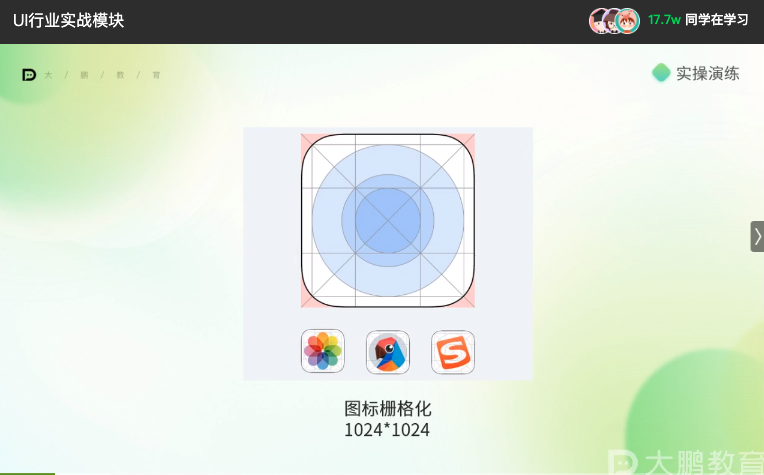 UI行业实战模块
17.7w 同学在学习
大 / 鹏 / 教 / 育
实操演练
图标栅格化
1024*1024
大鹏教育